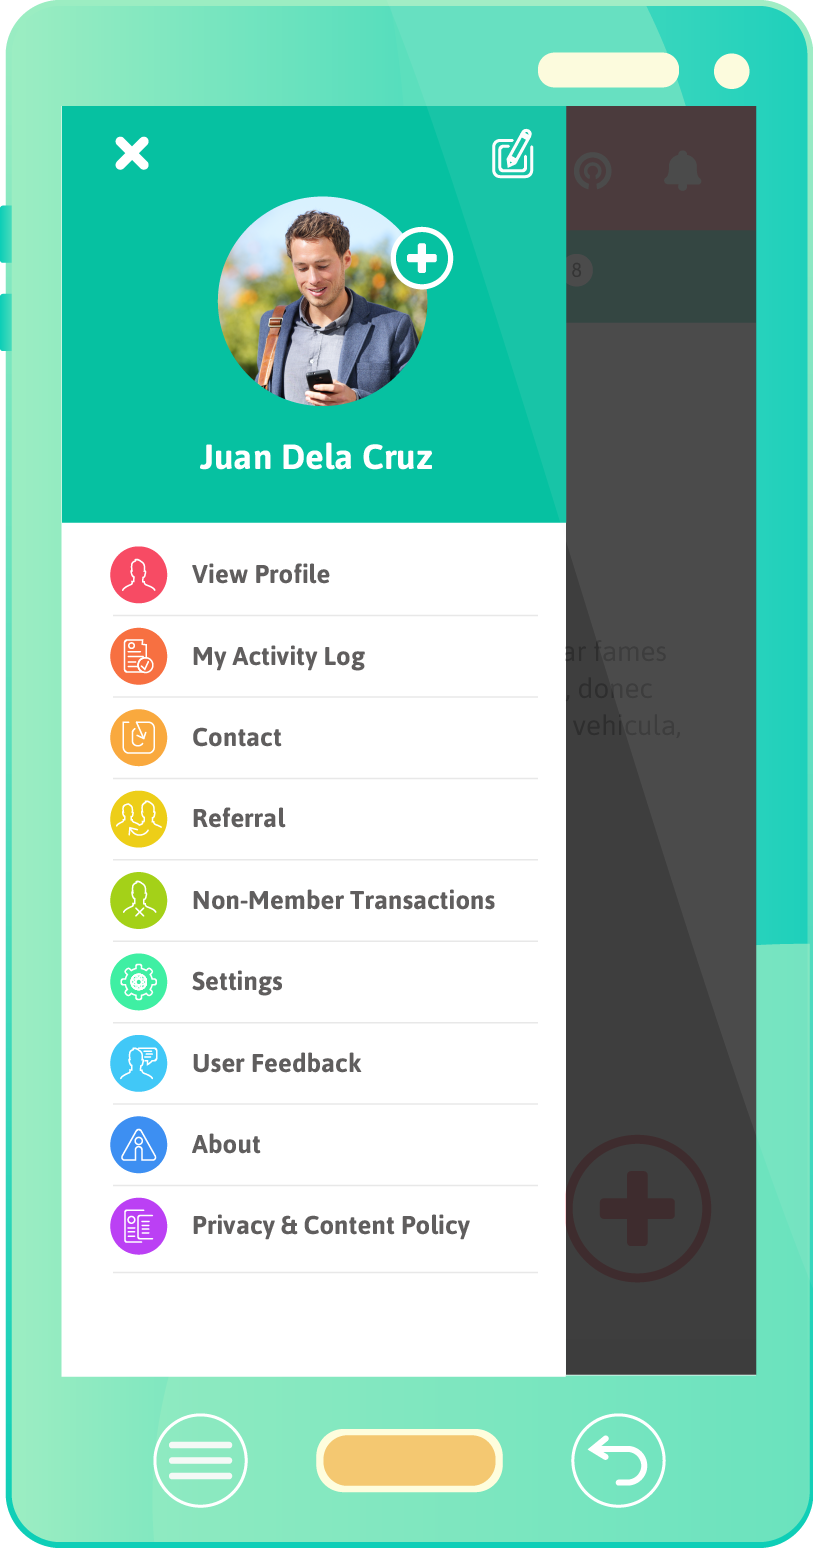 8
Juan Dela Cruz
View Profile
My Activity Log
Contact
Referral
fames
, donec
vehicula,
Non-Member Transactions
Settings
User Feedback
About
Privacy & Content Policy